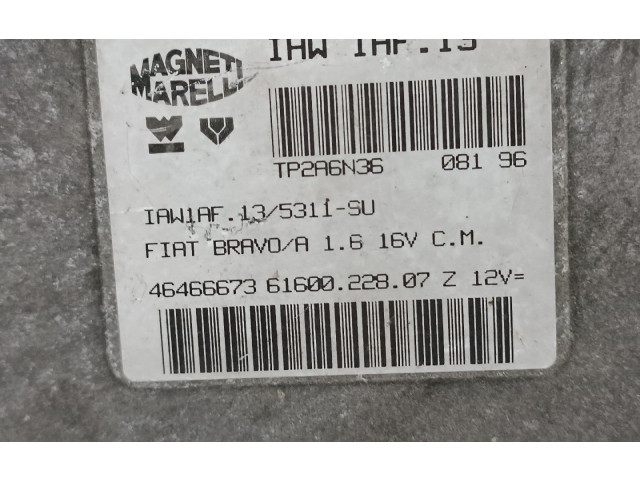 MAGNETI
MARELLI
IAW 1AF.13
TP2A6N36 081 96
IAW1AF.13/531i-SU
FIAT BRAVO/A 1.6 16V C.M.
46466673 61600.228.07 Z 12V=